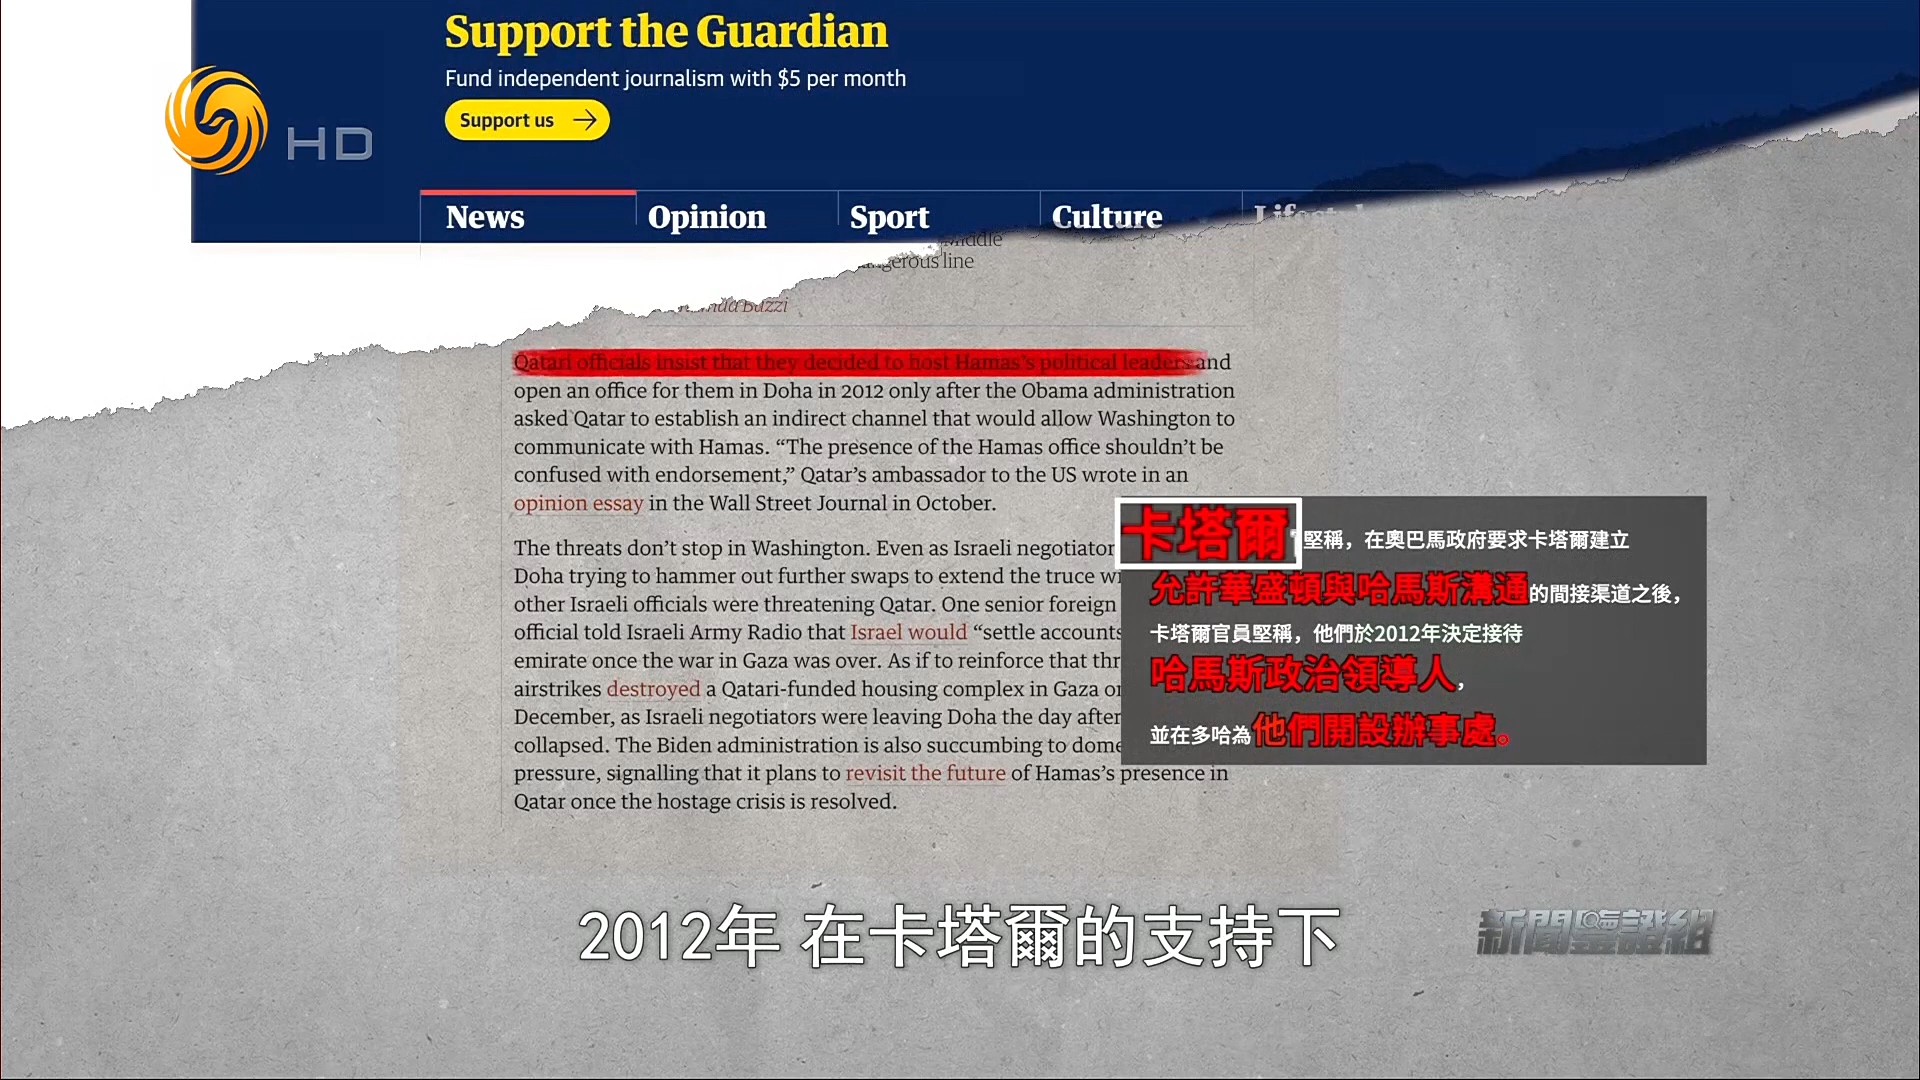 Support the Guardian
Fund independent journalism with $5 per month
Support us
HD
News
Opinion
Sport
Culture
Middle
dangerous line
Buzzi
Qatari officials insist that they decided to host Hamas's political leaders and
open an office for them in Doha in 2012 only after the Obama administration
asked Qatar to establish an indirect channel that would allow Washington to
communicate with Hamas. “The presence of the Hamas office shouldn't be
confused with endorsement,” Qatar's ambassador to the US wrote in an
opinion essay in the Wall Street Journal in October.
The threats don't stop in Washington. Even as Israeli negotiator
Doha trying to hammer out further swaps to extend the truce
other Israeli officials were threatening Qatar. One senior foreign
official told Israeli Army Radio that Israel would “settle accounts
emirate once the war in Gaza was over. As if to reinforce that
airstrikes destroyed a Qatari-funded housing complex in Gaza
December, as Israeli negotiators were leaving Doha the day after
collapsed. The Biden administration is also succumbing to
pressure, signalling that it plans to revisit the future of Hamas's presence in
Qatar once the hostage crisis is resolved.
卡塔爾堅稱，在奧巴馬政府要求卡塔爾建立
允許華盛頓與哈馬斯溝通的間接渠道之後，
卡塔爾官員堅稱，他們於2012年決定接待
哈馬斯政治領導人，
並在多哈為他們開設辦事處。
2012年 在卡塔爾的支持下
新聞鑒證組